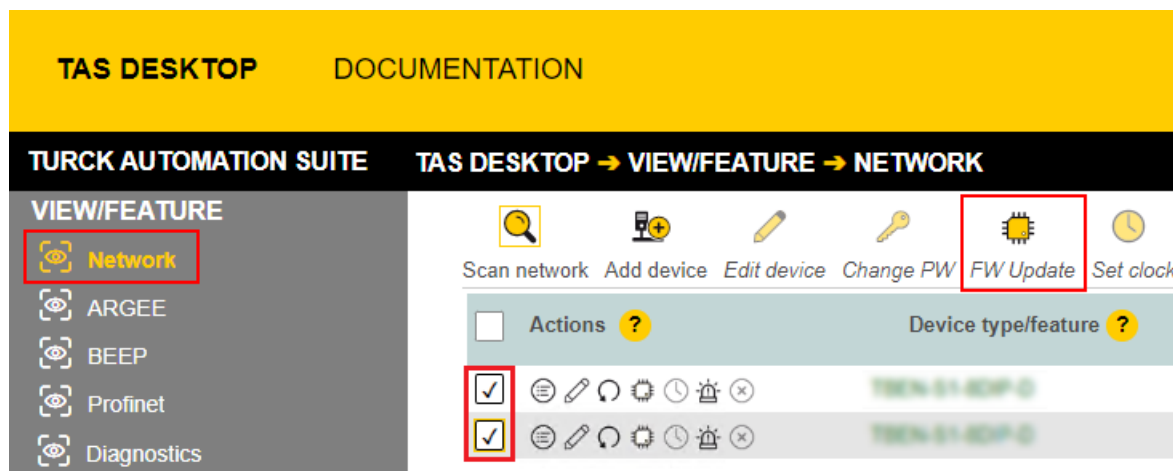 TAS DESKTOP DOCUMENTATION
TURCK AUTOMATION SUITE TAS DESKTOP ➔ VIEW/FEATURE ➔ NETWORK
VIEW/FEATURE
Network
ARGEE
BEEP
Profinet
Diagnostics
Scan network Add device Edit device Change PW FW Update Set clock
Actions ? Device type/feature ?